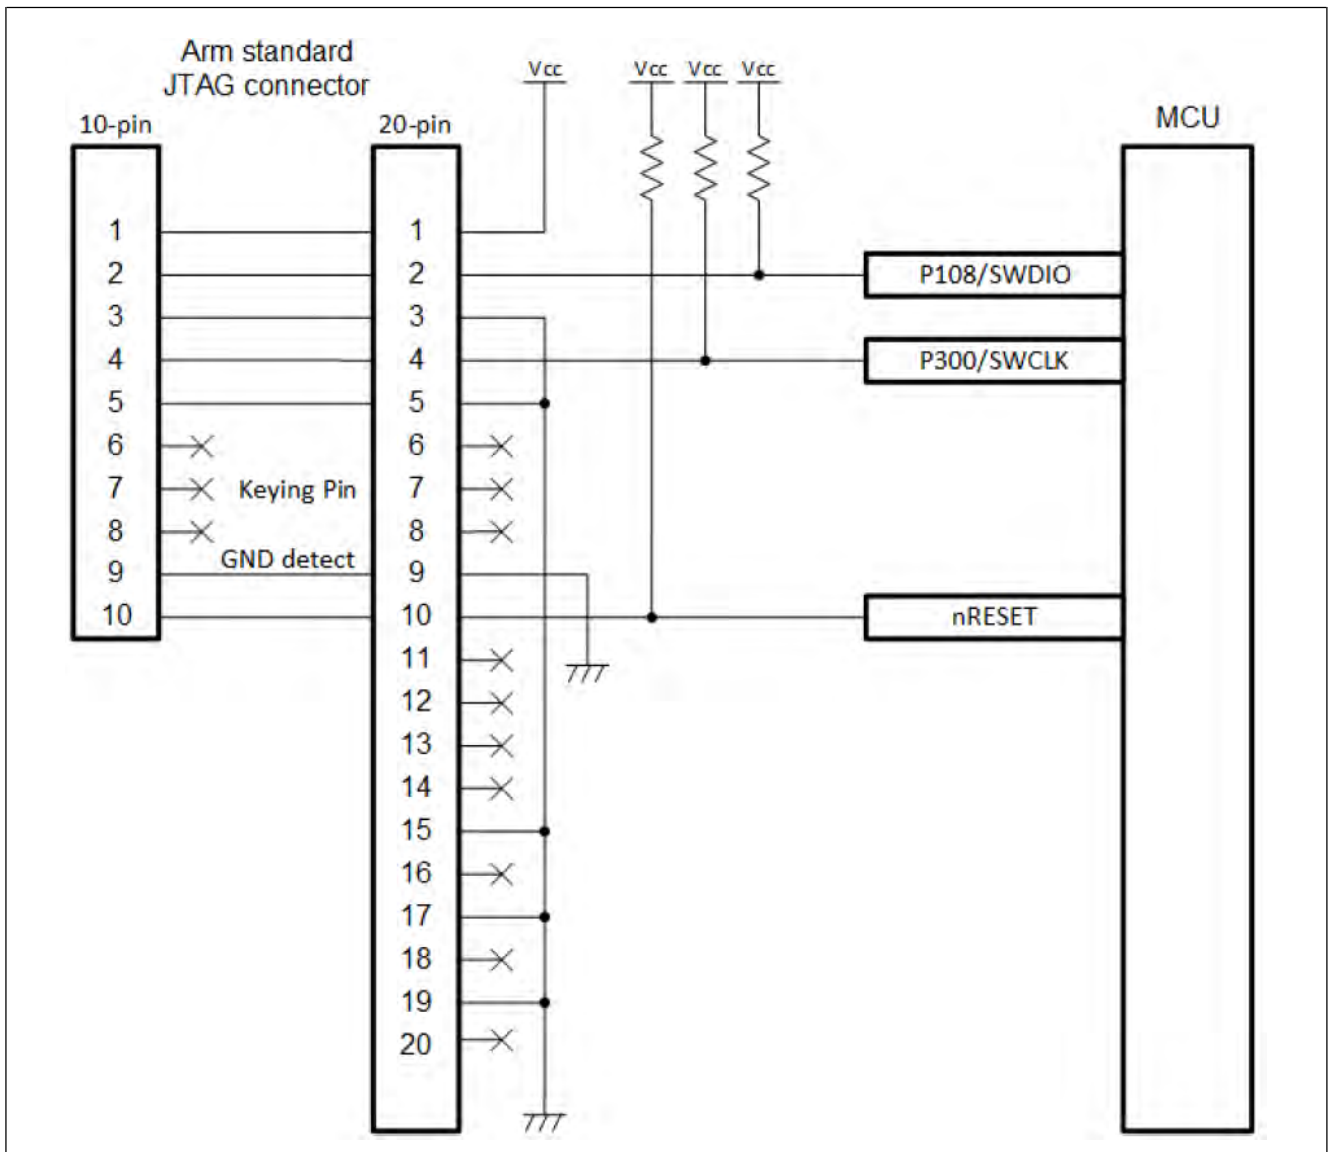 Arm standard
JTAG connector
Vcc Vcc Vcc Vcc
10-pin 20-pin MCU
1 1
2 2 P108/SWDIO
3 3
4 4 P300/SWCLK
5 5
6 6
7 Keying Pin 7
8 8
GND detect
9 9
10 10 nRESET
11
12
13
14
15
16
17
18
19
20